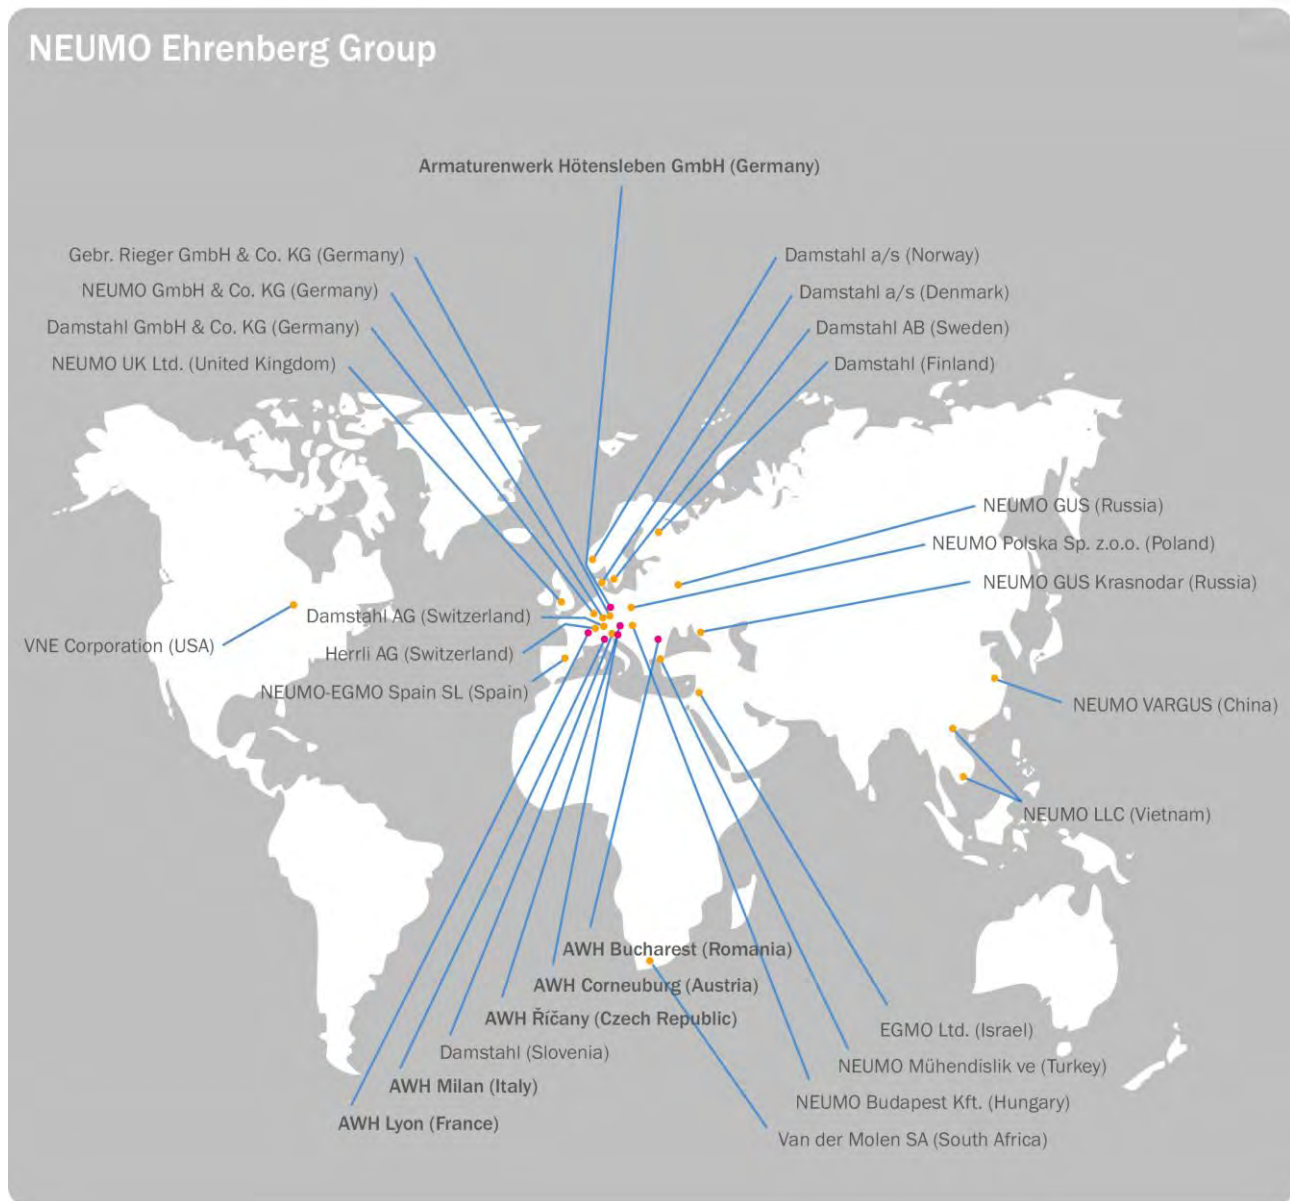 NEUMO Ehrenberg Group
Armaturenwerk Hötensleben GmbH (Germany)
Gebr. Rieger GmbH & Co. KG (Germany)
NEUMO GmbH & Co. KG (Germany)
Damstahl GmbH & Co. KG (Germany)
NEUMO UK Ltd. (United Kingdom)
Damstahl a/s (Norway)
Damstahl a/s (Denmark)
Damstahl AB (Sweden)
Damstahl (Finland)
NEUMO GUS (Russia)
NEUMO Polska Sp. z.o.o. (Poland)
NEUMO GUS Krasnodar (Russia)
Damstahl AG (Switzerland)
VNE Corporation (USA)
Herrli AG (Switzerland)
NEUMO-EGMO Spain SL (Spain)
NEUMO VARGUS (China)
NEUMO LLC (Vietnam)
AWH Bucharest (Romania)
AWH Corneuburg (Austria)
AWH Říčany (Czech Republic)
Damstahl (Slovenia)
AWH Milan (Italy)
AWH Lyon (France)
EGMO Ltd. (Israel)
NEUMO Mühendislik ve (Turkey)
NEUMO Budapest Kft. (Hungary)
Van der Molen SA (South Africa)